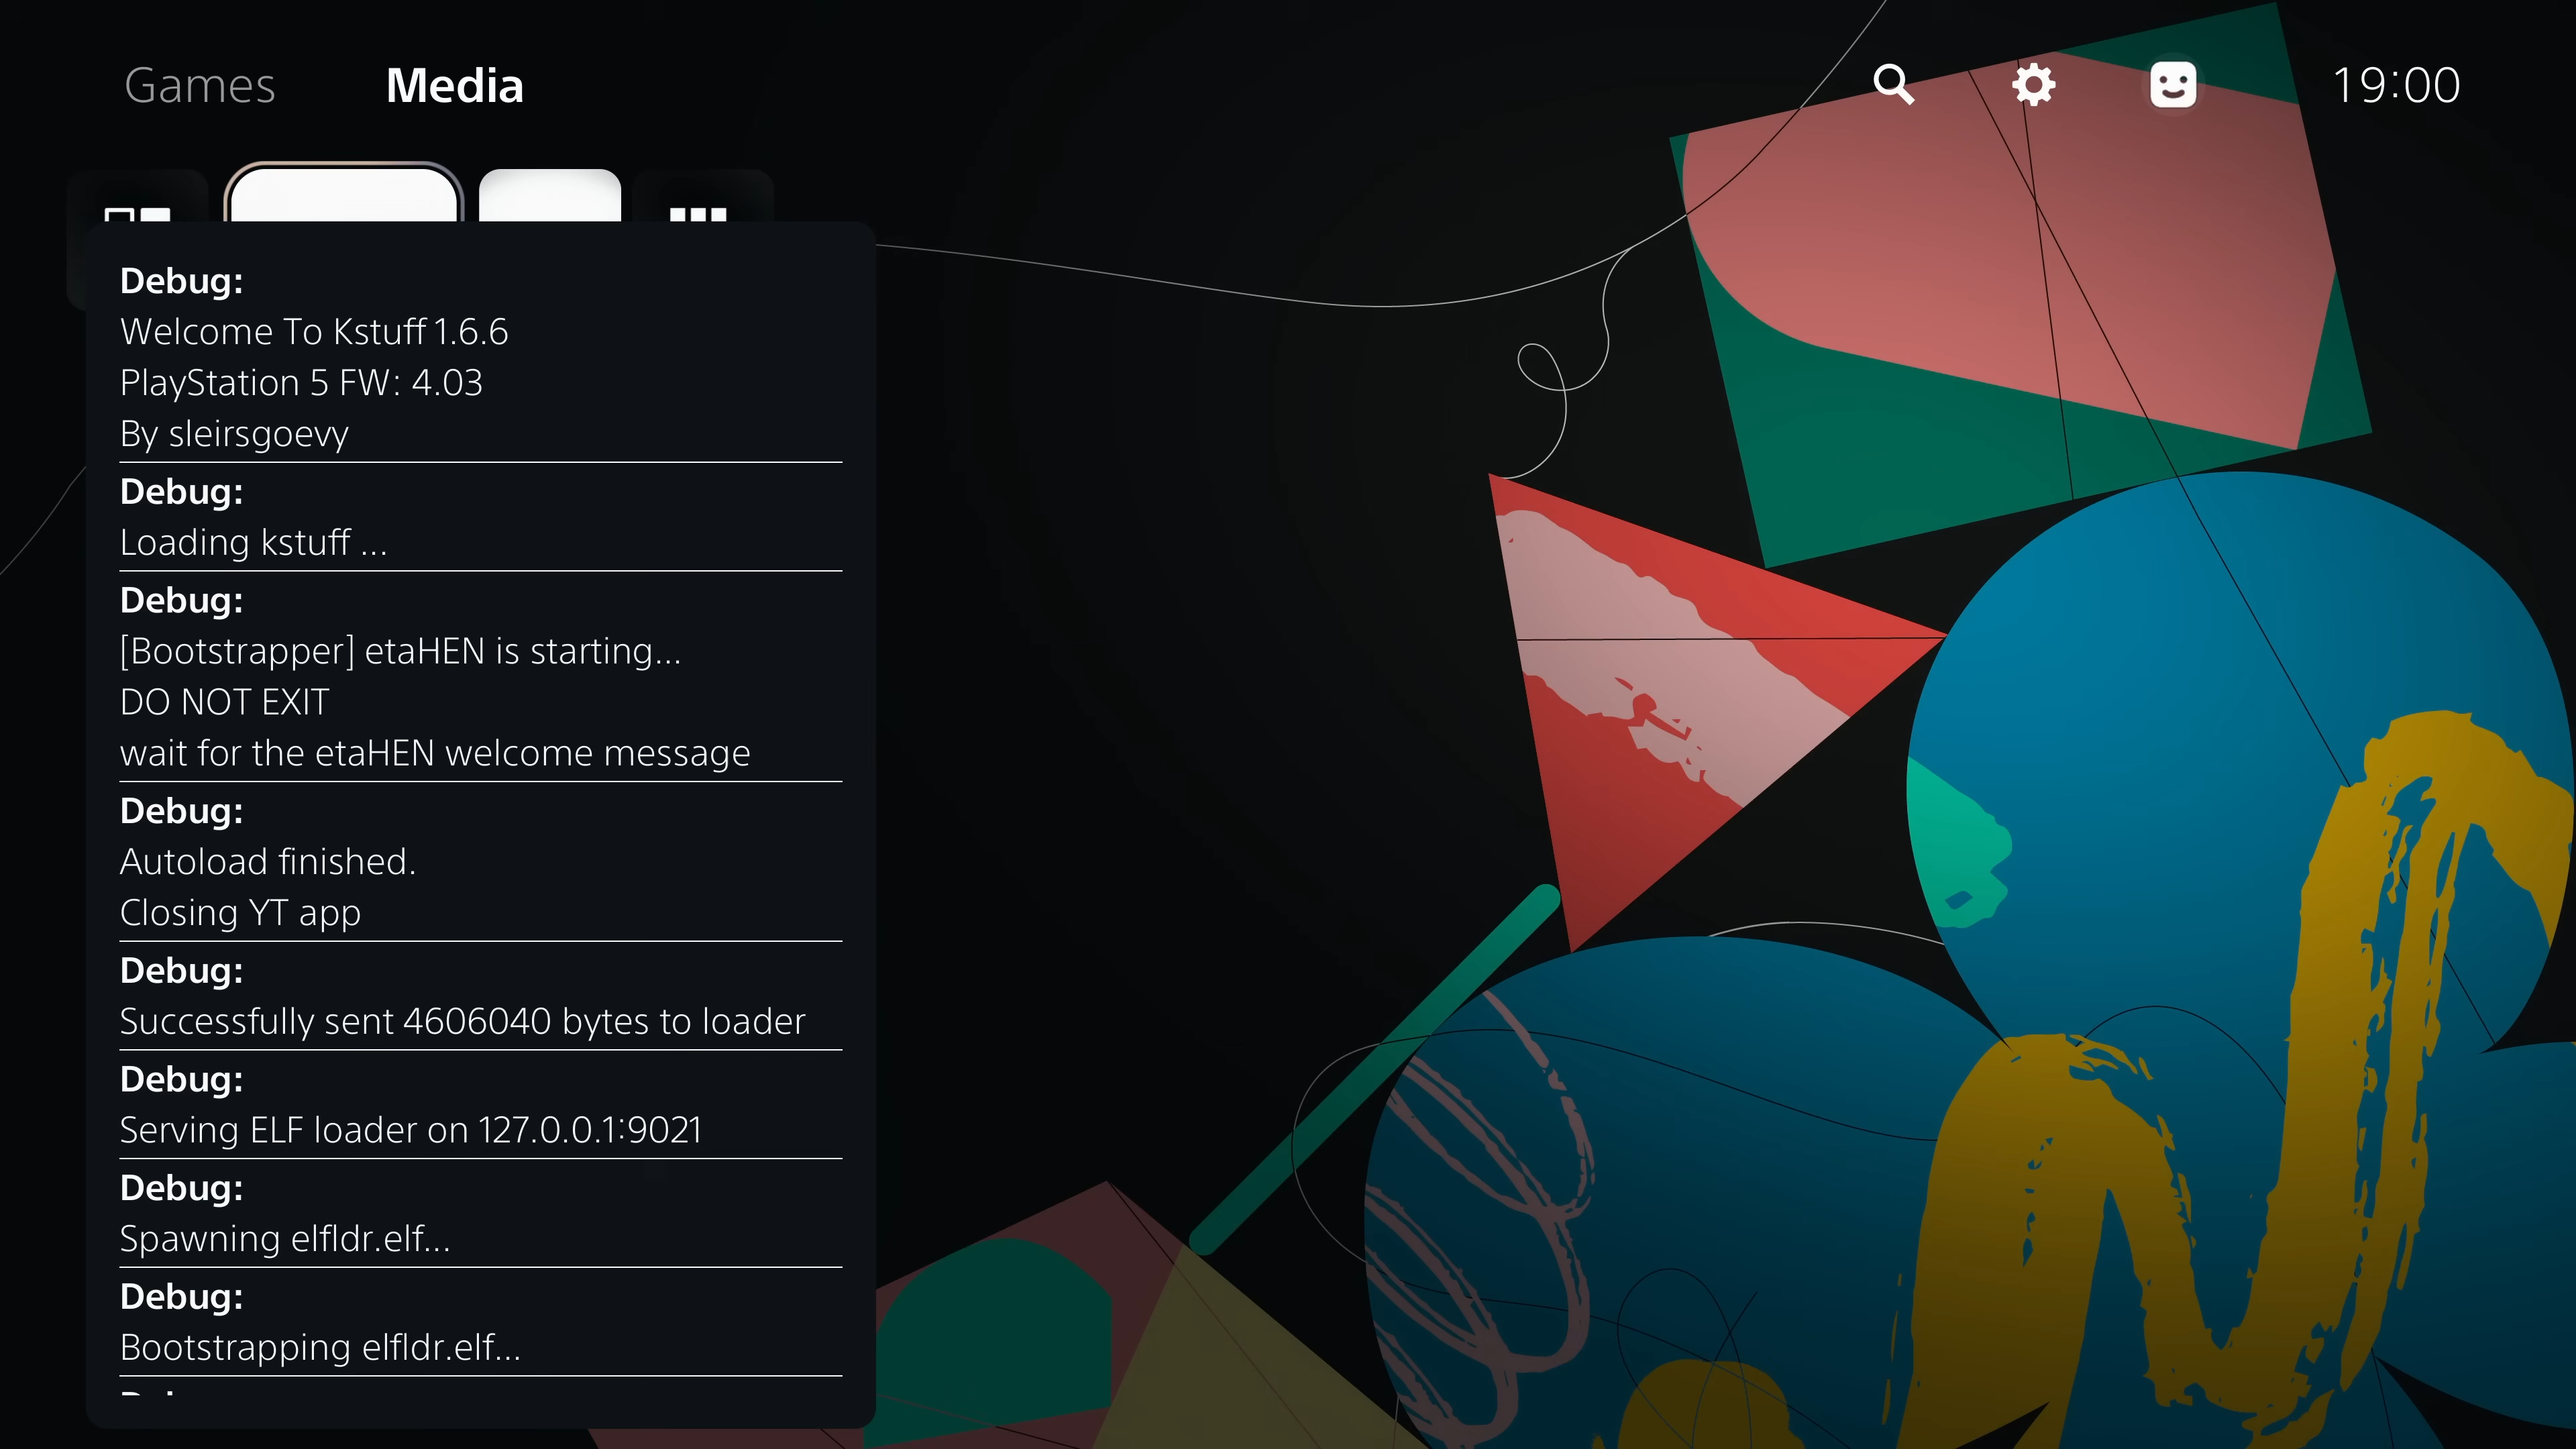 Games
Media
19:00
Debug:
Welcome To Kstuff 1.6.6
PlayStation 5 FW: 4.03
By sleirsgoevy
Debug:
Loading kstuff ...
Debug:
[Bootstrapper] etaHEN is starting...
DO NOT EXIT
wait for the etaHEN welcome message
Debug:
Autoload finished.
Closing YT app
Debug:
Successfully sent 4606040 bytes to loader
Debug:
Serving ELF loader on 127.0.0.1:9021
Debug:
Spawning elfldr.elf...
Debug:
Bootstrapping elfldr.elf...